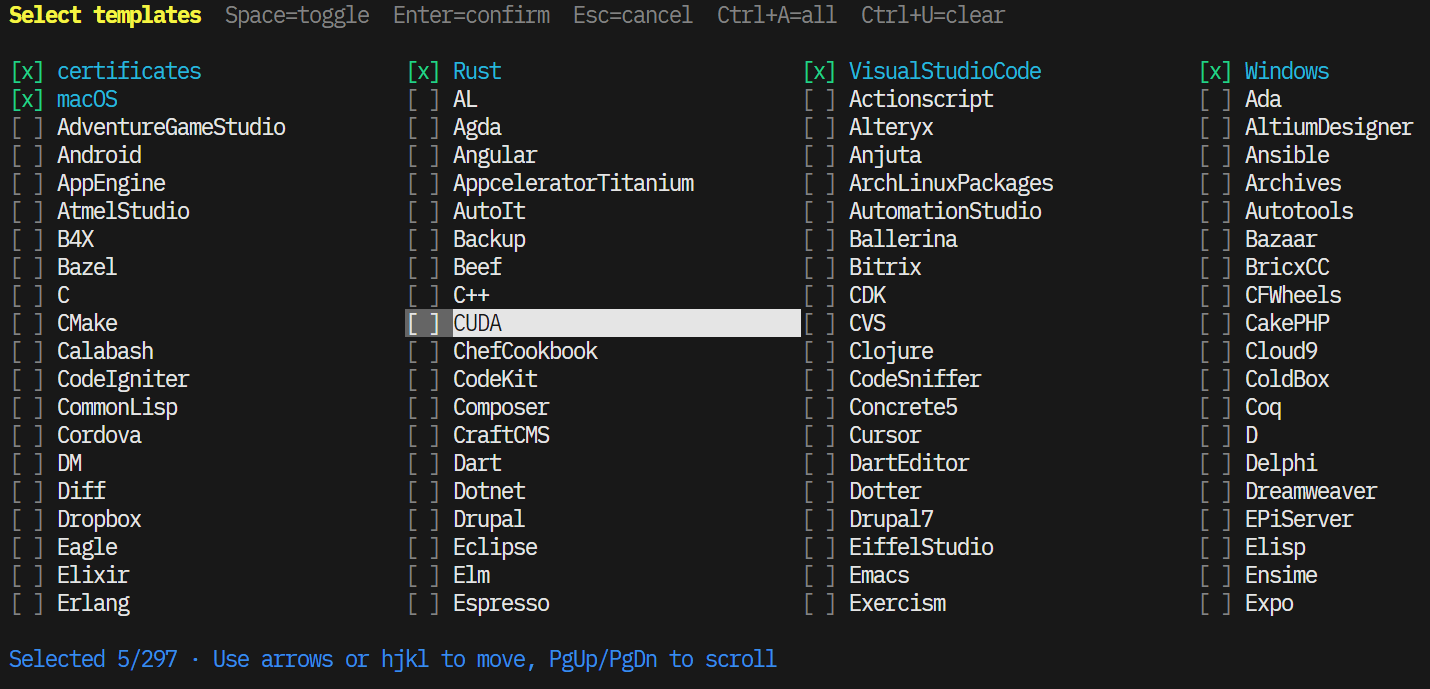 Select templates  Space=toggle  Enter=confirm  Esc=cancel  Ctrl+A=all  Ctrl+U=clear
[x] certificates [x] Rust [x] VisualStudioCode [x] Windows
[x] macOS [ ] AL [ ] Actionscript [ ] Ada
[ ] AdventureGameStudio [ ] Agda [ ] Alteryx [ ] AltiumDesigner
[ ] Android [ ] Angular [ ] Anjuta [ ] Ansible
[ ] AppEngine [ ] AppceleratorTitanium [ ] ArchLinuxPackages [ ] Archives
[ ] AtmelStudio [ ] AutoIt [ ] AutomationStudio [ ] Autotools
[ ] B4X [ ] Backup [ ] Ballerina [ ] Bazaar
[ ] Bazel [ ] Beef [ ] Bitrix [ ] BricxCC
[ ] C [ ] C++ [ ] CDK [ ] CFWheels
[ ] CMake [ ] CUDA [ ] CVS [ ] CakePHP
[ ] Calabash [ ] ChefCookbook [ ] Clojure [ ] Cloud9
[ ] CodeIgniter [ ] CodeKit [ ] CodeSniffer [ ] ColdBox
[ ] CommonLisp [ ] Composer [ ] Concrete5 [ ] Coq
[ ] Cordova [ ] CraftCMS [ ] Cursor [ ] D
[ ] DM [ ] Dart [ ] DartEditor [ ] Delphi
[ ] Diff [ ] Dotnet [ ] Dotter [ ] Dreamweaver
[ ] Dropbox [ ] Drupal [ ] Drupal7 [ ] EPiServer
[ ] Eagle [ ] Eclipse [ ] EiffelStudio [ ] Elisp
[ ] Elixir [ ] Elm [ ] Emacs [ ] Ensime
[ ] Erlang [ ] Espresso [ ] Exercism [ ] Expo
Selected 5/297 · Use arrows or hjkl to move, PgUp/PgDn to scroll